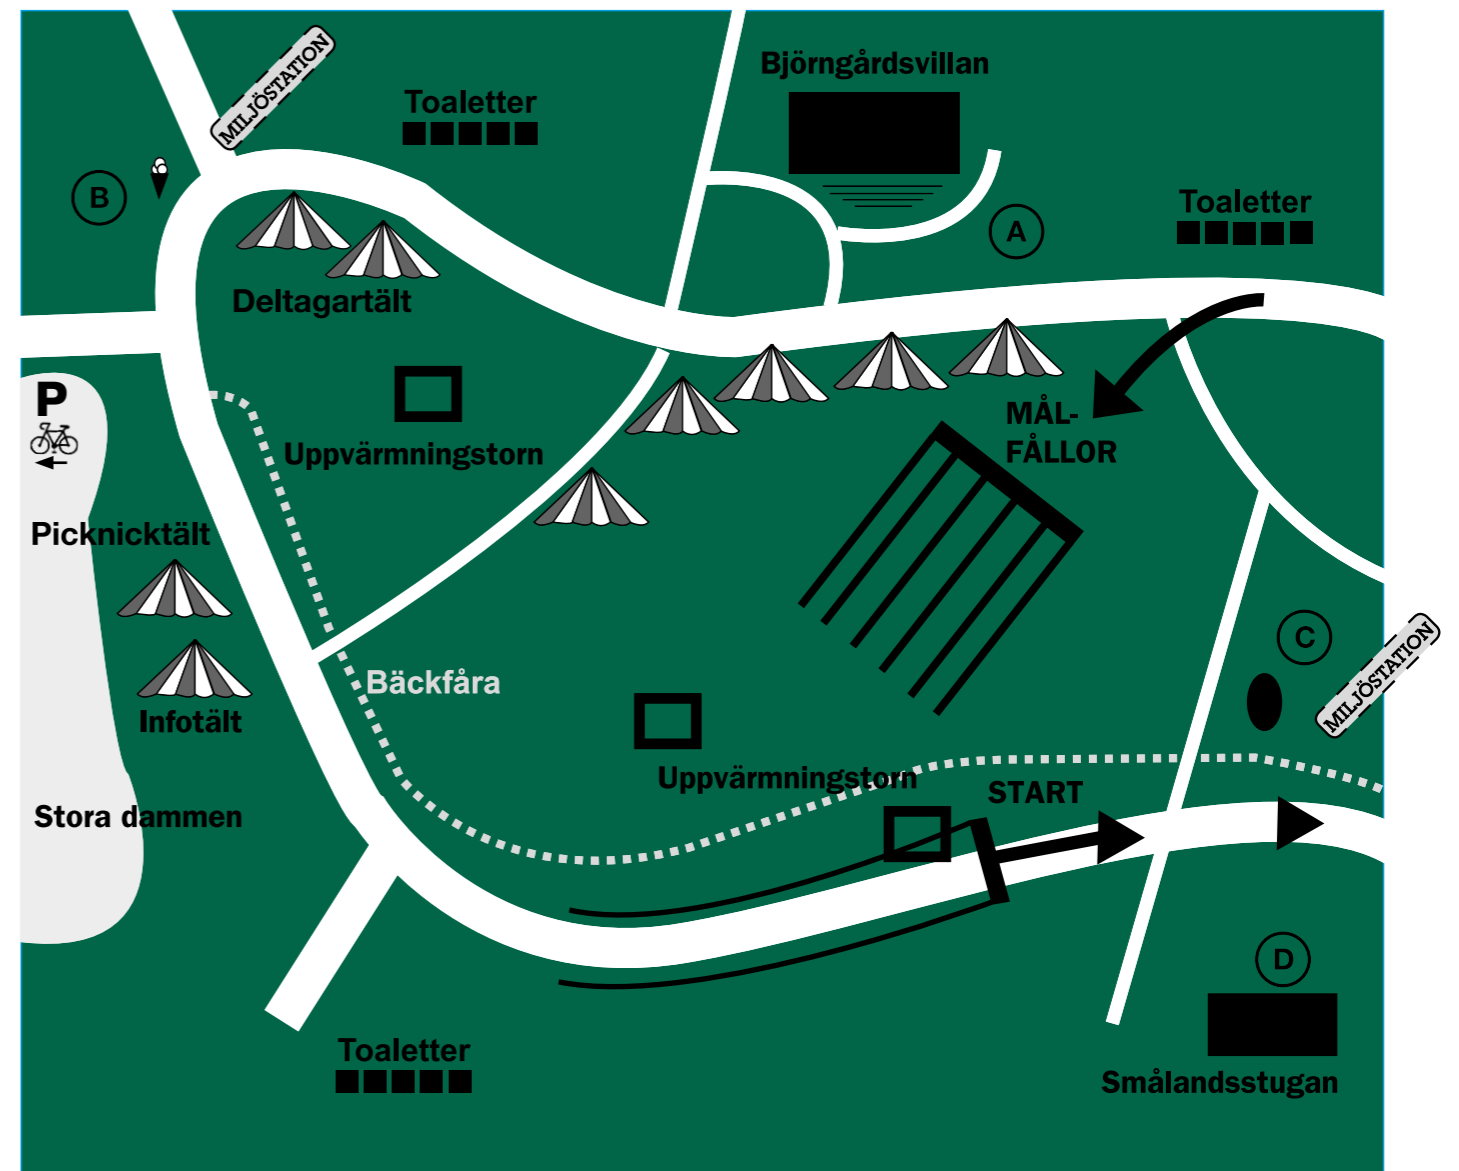 MILJÖSTATION
Toaletter
Björngårdsvillan
B
A
Toaletter
Deltagartält
P
MÅL-
FÅLLOR
Uppvärmningstorn
Picknicktält
Bäckfåra
Infotält
C
MILJÖSTATION
Uppvärmningstorn
START
Stora dammen
D
Toaletter
Smålandsstugan